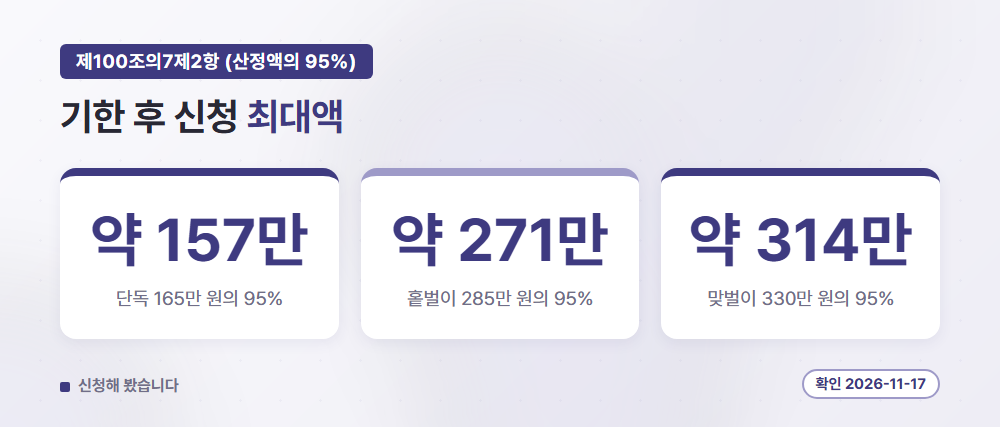 제100조의7제2항 (산정액의 95%)
기한 후 신청 최대액
약 157만
단독 165만 원의 95%
약 271만
홑벌이 285만 원의 95%
약 314만
맞벌이 330만 원의 95%
신청해 봤습니다
확인 2026-11-17